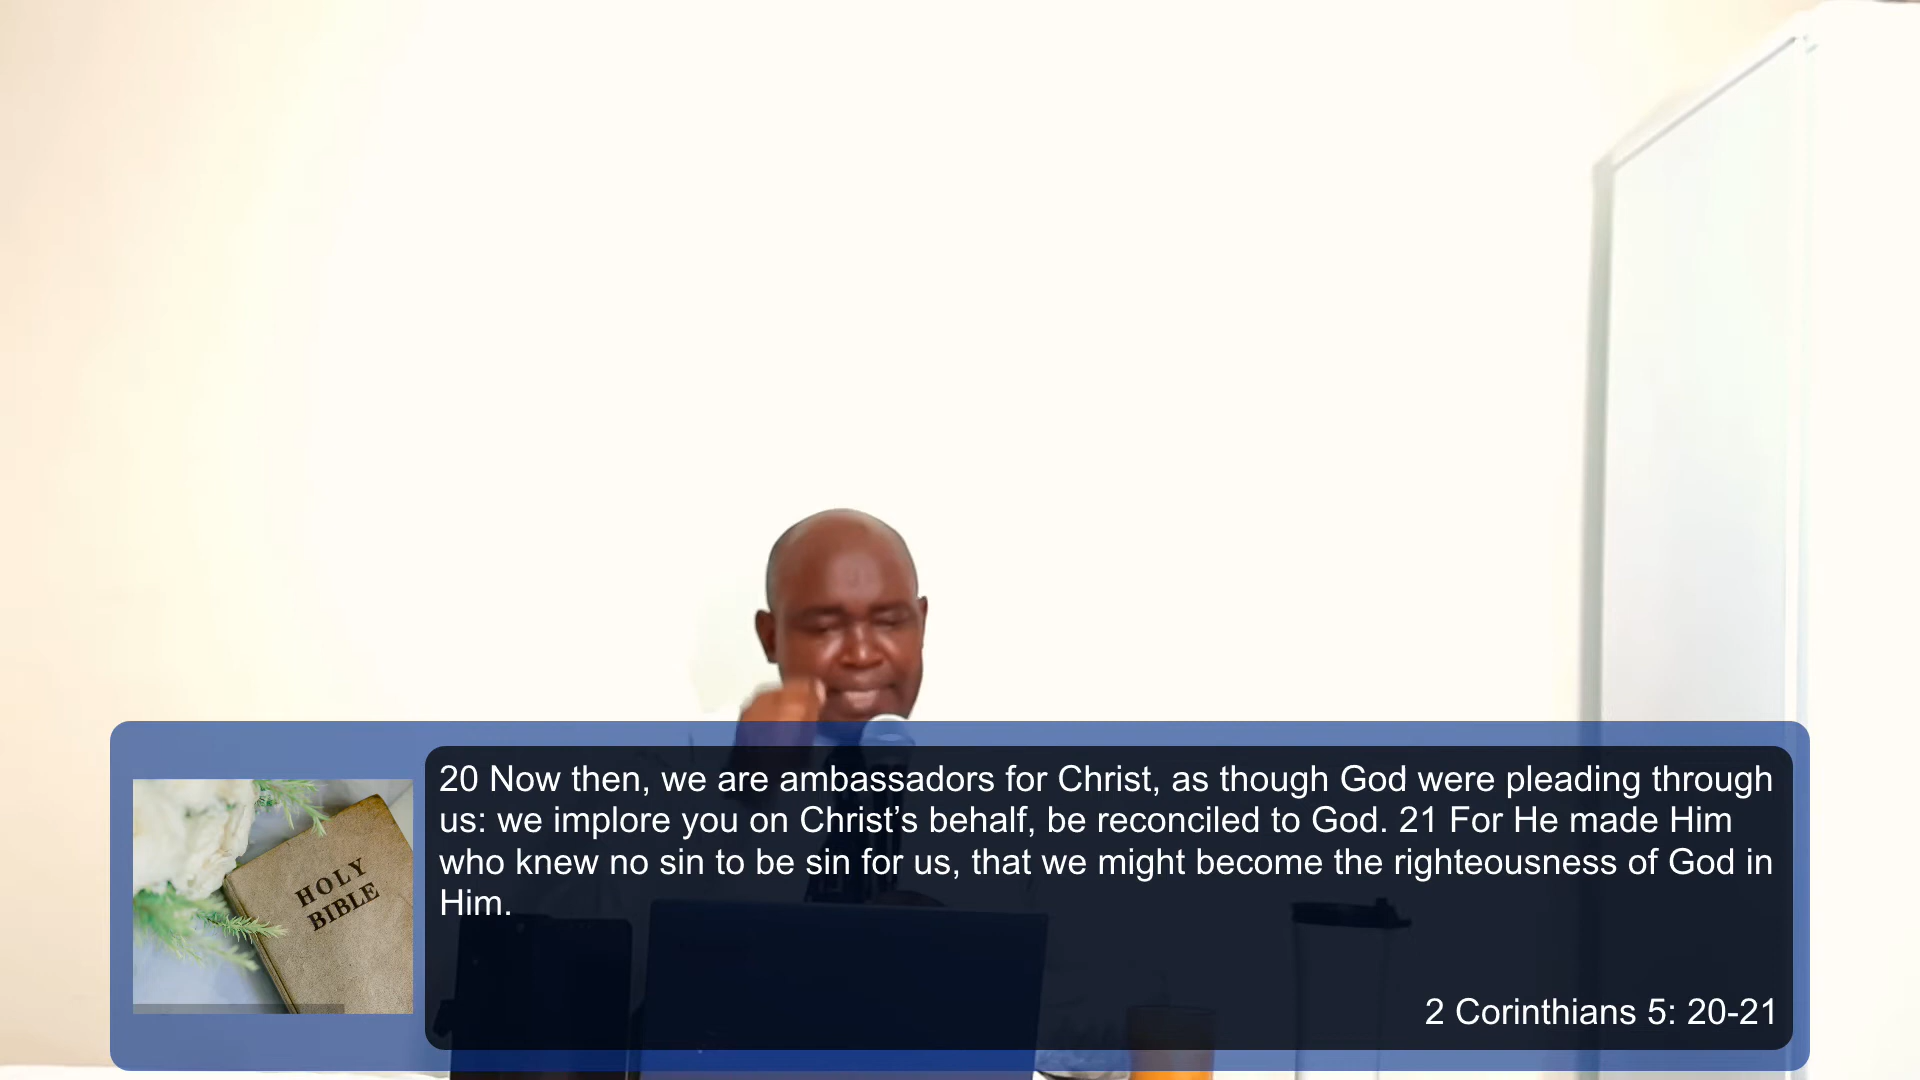 20 Now then, we are ambassadors for Christ, as though God were pleading through
us: we implore you on Christ’s behalf, be reconciled to God. 21 For He made Him
who knew no sin to be sin for us, that we might become the righteousness of God in
Him.
HOLY
BIBLE
2 Corinthians 5: 20-21